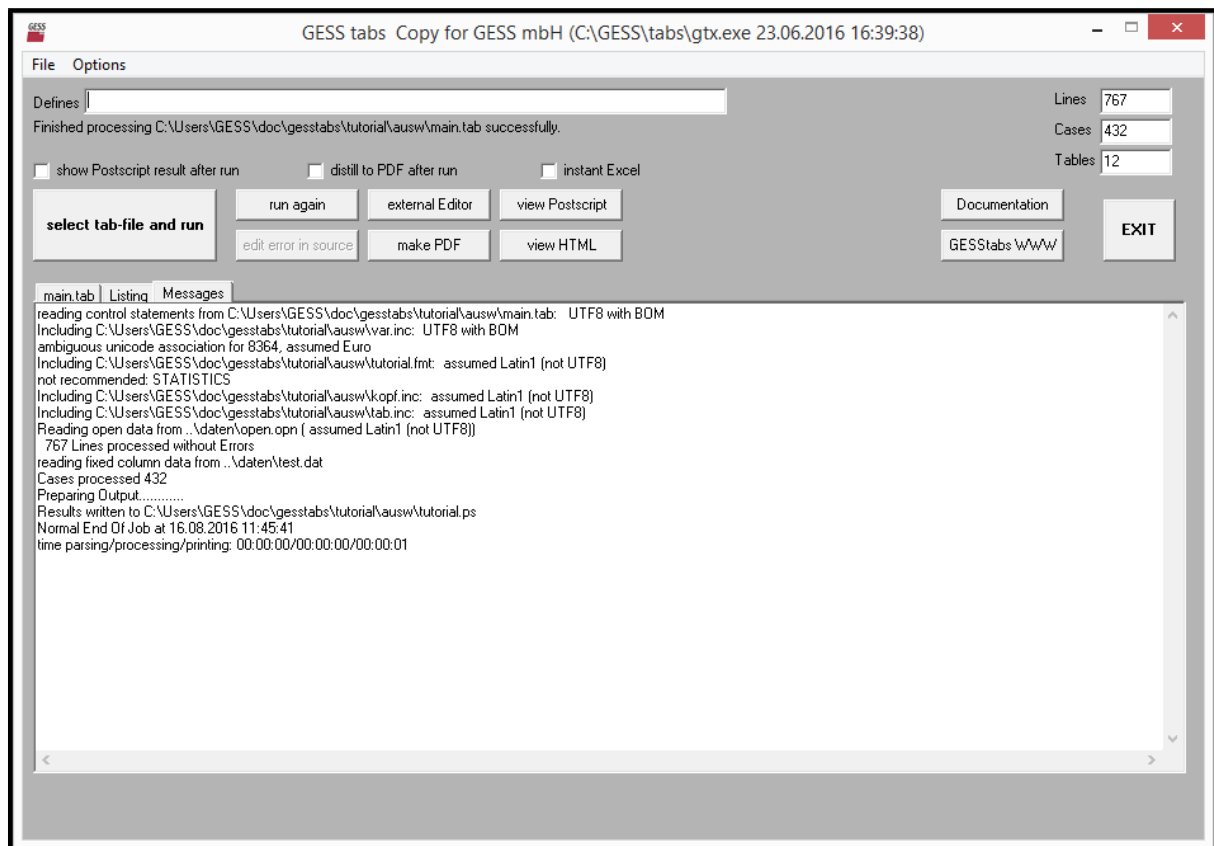 GESS
GESS tabs Copy for GESS mbH (C:\GESS\tabs\gtx.exe 23.06.2016 16:39:38)
File Options
Defines
Lines 767
Finished processing C:\Users\GESS\doc\gesstabs\tutorial\ausw\main.tab successfully.
Cases 432
Tables 12
show Postscript result after run distill to PDF after run instant Excel
select tab-file and run
run again external Editor view Postscript
edit error in source make PDF view HTML
Documentation
GESStabs WWW
EXIT
main.tab Listing Messages
reading control statements from C:\Users\GESS\doc\gesstabs\tutorial\ausw\main.tab: UTF8 with BOM
Including C:\Users\GESS\doc\gesstabs\tutorial\ausw\var.inc: UTF8 with BOM
ambiguous unicode association for 8364, assumed Euro
Including C:\Users\GESS\doc\gesstabs\tutorial\ausw\tutorial.fmt: assumed Latin1 (not UTF8)
not recommended: STATISTICS
Including C:\Users\GESS\doc\gesstabs\tutorial\ausw\kopf.inc: assumed Latin1 (not UTF8)
Including C:\Users\GESS\doc\gesstabs\tutorial\ausw\tab.inc: assumed Latin1 (not UTF8)
Reading open data from ..\daten\open.opn ( assumed Latin1 (not UTF8))
767 Lines processed without Errors
reading fixed column data from ..\daten\test.dat
Cases processed 432
Preparing Output............
Results written to C:\Users\GESS\doc\gesstabs\tutorial\ausw\tutorial.ps
Normal End Of Job at 16.08.2016 11:45:41
time parsing/processing/printing: 00:00:00/00:00:00/00:00:01